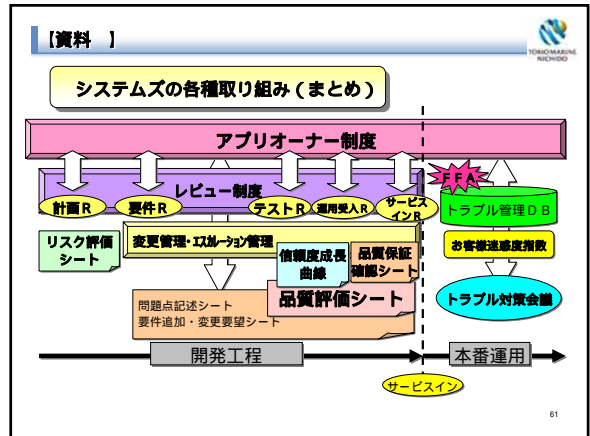 【資料　】
TOKIO MARINE
NICHIDO
システムズの各種取り組み（まとめ）
アプリオーナー制度
レビュー制度
FFA
計画R
要件R
テストR
運用受入R
サービス
インR
トラブル管理DB
リスク評価
シート
変更管理・エスカレーション管理
信頼度成長
曲線
品質保証
確認シート
お客様迷惑度指数
品質評価シート
トラブル対策会議
問題点記述シート
要件追加・変更要望シート
開発工程
本番運用
サービスイン
61